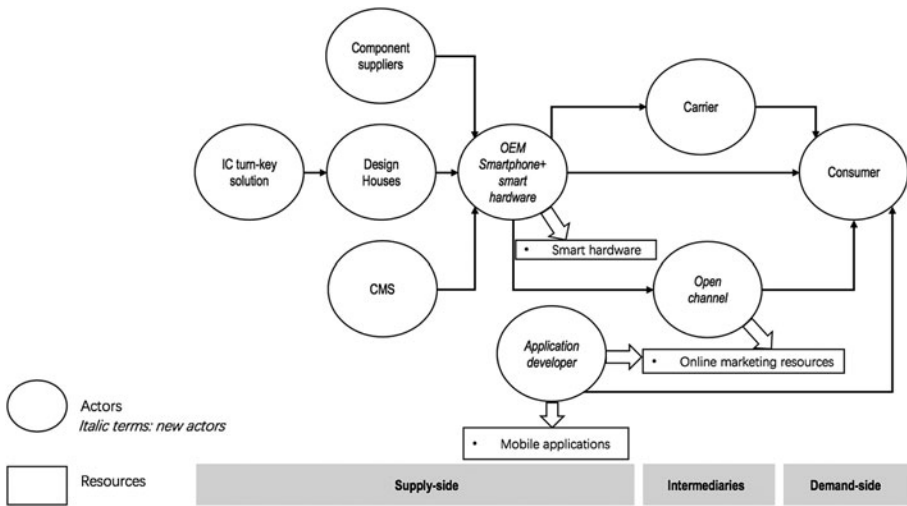 Component
suppliers
Carrier
IC turn-key
solution
Design
Houses
OEM
Smartphone+
smart
hardware
Consumer
• Smart hardware
CMS
Open
channel
Application
developer
• Online marketing resources
Actors
Italic terms: new actors
• Mobile applications
Resources
Supply-side
Intermediaries
Demand-side